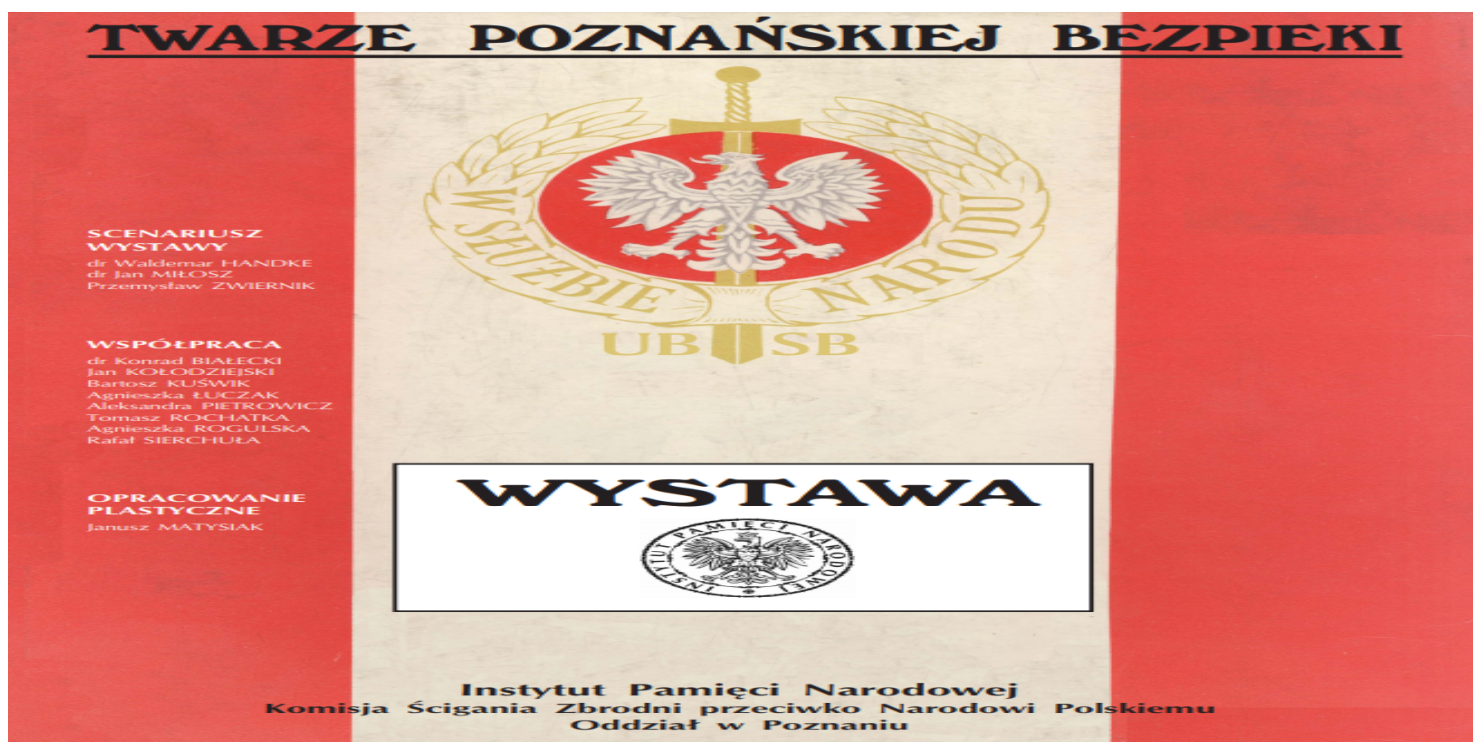 TWARZE POZNAŃSKIEJ BEZPIEKI
W SŁUŻBIE NARODU
UB SB
SCENARIUSZ
WYSTAWY
dr Waldemar HANDKE
dr Jan MIŁOSZ
Przemysław ZWIERNIK
WSPÓŁPRACA
dr Konrad BIAŁECKI
Jan KOŁODZIEJSKI
Bartosz KUŚWIK
Agnieszka ŁUCZAK
Aleksandra PIETROWICZ
Tomasz ROCHATKA
Agnieszka ROGULSKA
Rafał SIERCHUŁA
OPRACOWANIE
PLASTYCZNE
Janusz MATYSIAK
WYSTAWA
INSTYTUT PAMIĘCI NARODOWEJ
Instytut Pamięci Narodowej
Komisja Ścigania Zbrodni przeciwko Narodowi Polskiemu
Oddział w Poznaniu